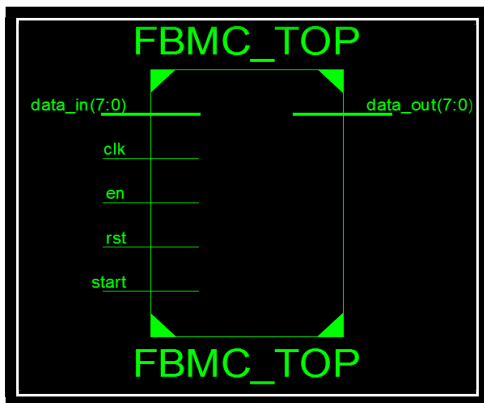 FBMC_TOP
data_in(7:0)
data_out(7:0)
clk
en
rst
start
FBMC_TOP